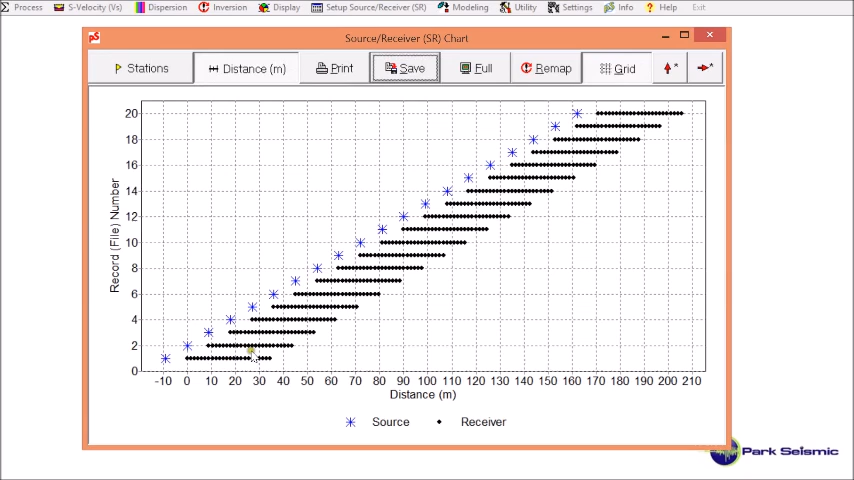 Process S-Velocity (Vs) Dispersion Inversion Display Setup Source/Receiver (SR) Modeling Utility Settings Info Help Exit
pS Source/Receiver (SR) Chart
Stations Distance (m) Print Save Full Remap Grid * *
20
18
16
14
12
10
8
6
4
2
0
Record (File) Number
-10 0 10 20 30 40 50 60 70 80 90 100 110 120 130 140 150 160 170 180 190 200 210
Distance (m)
Source Receiver
Park Seismic